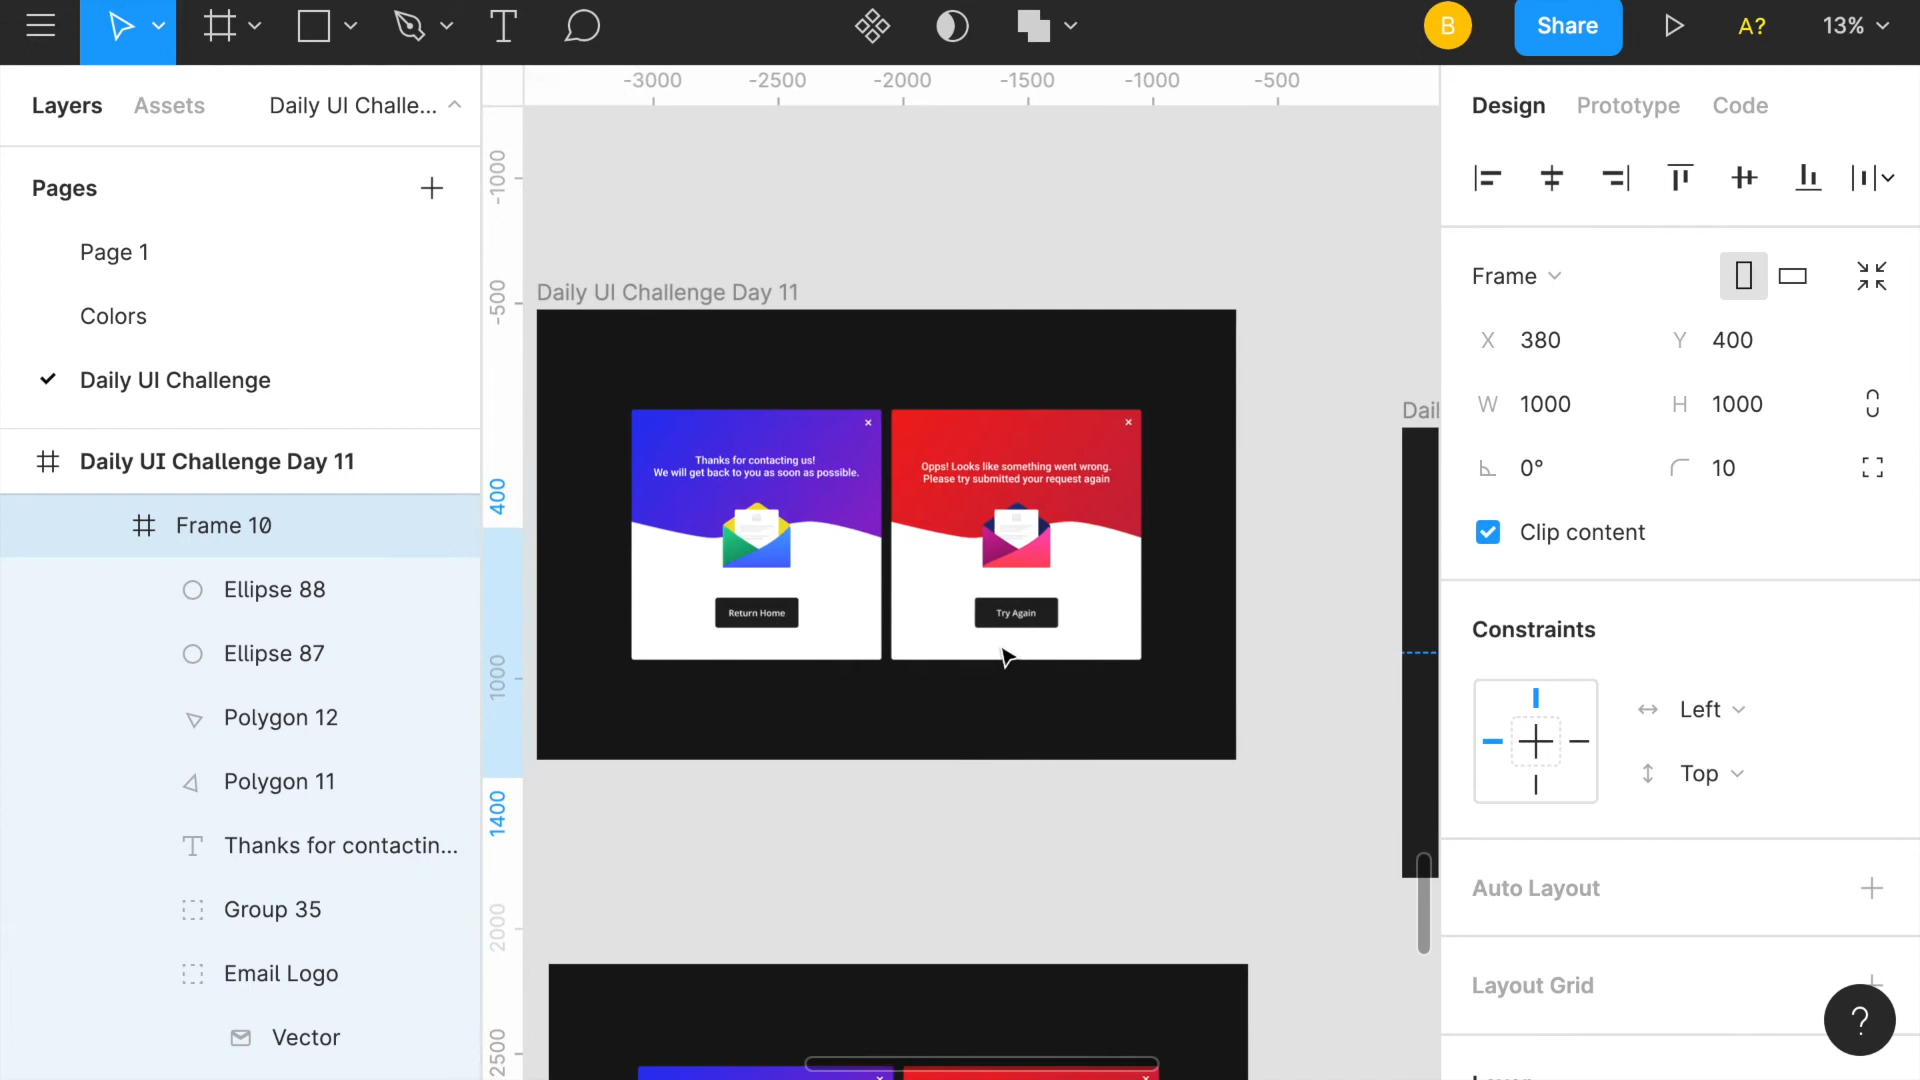 B
Share
A?
13%
Layers
Assets
Daily UI Challe...
Pages
Page 1
Colors
Daily UI Challenge
Daily UI Challenge Day 11
Frame 10
Ellipse 88
Ellipse 87
Polygon 12
Polygon 11
Thanks for contactin...
Group 35
Email Logo
Vector
-3000
-2500
-2000
-1500
-1000
-500
-1000
-500
400
1000
1400
2000
2500
Daily UI Challenge Day 11
Thanks for contacting us!
We will get back to you as soon as possible.
Return Home
Opps! Looks like something went wrong.
Please try submitted your request again
Try Again
Dail
Design
Prototype
Code
Frame
X 380
Y 400
W 1000
H 1000
0°
10
Clip content
Constraints
Left
Top
Auto Layout
Layout Grid
?